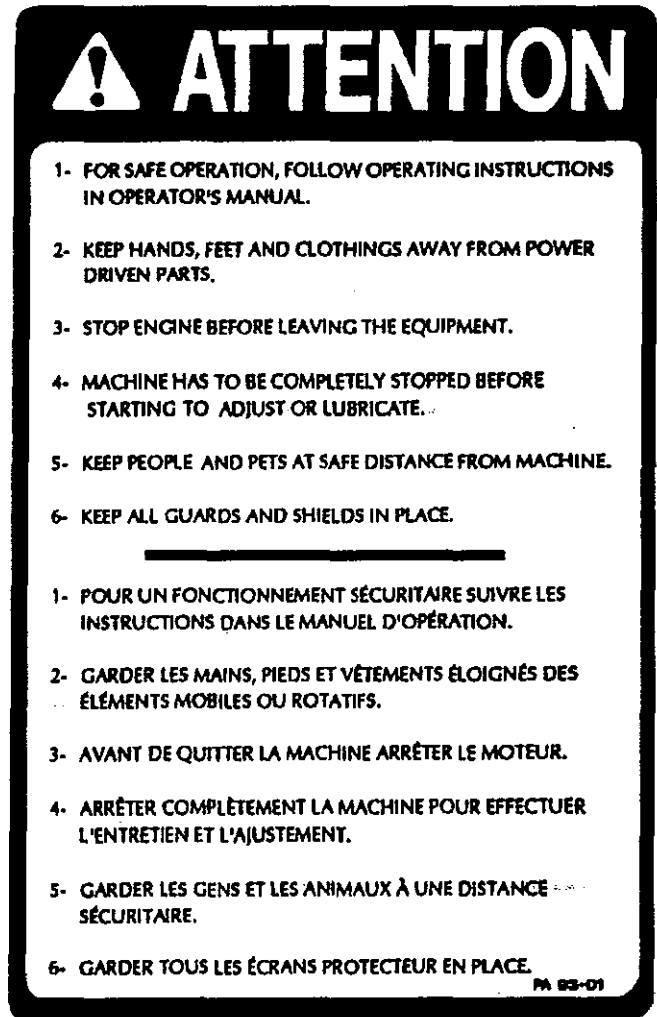 ATTENTION
1- FOR SAFE OPERATION, FOLLOW OPERATING INSTRUCTIONS
IN OPERATOR'S MANUAL.
2- KEEP HANDS, FEET AND CLOTHINGS AWAY FROM POWER
DRIVEN PARTS.
3- STOP ENGINE BEFORE LEAVING THE EQUIPMENT.
4- MACHINE HAS TO BE COMPLETELY STOPPED BEFORE
STARTING TO ADJUST OR LUBRICATE.
5- KEEP PEOPLE AND PETS AT SAFE DISTANCE FROM MACHINE.
6- KEEP ALL GUARDS AND SHIELDS IN PLACE.
1- POUR UN FONCTIONNEMENT SÉCURITAIRE SUIVRE LES
INSTRUCTIONS DANS LE MANUEL D'OPÉRATION.
2- GARDER LES MAINS, PIEDS ET VÊTEMENTS ÉLOIGNÉS DES
ÉLÉMENTS MOBILES OU ROTATIFS.
3- AVANT DE QUITTER LA MACHINE ARRÊTER LE MOTEUR.
4- ARRÊTER COMPLÈTEMENT LA MACHINE POUR EFFECTUER
L'ENTRETIEN ET L'AJUSTEMENT.
5- GARDER LES GENS ET LES ANIMAUX À UNE DISTANCE
SÉCURITAIRE.
6- GARDER TOUS LES ÉCRANS PROTECTEUR EN PLACE.
PA 93-01